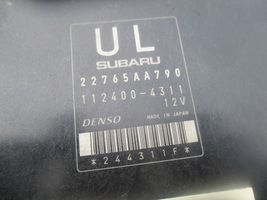 UL
SUBARU
22765AA790
112400-4311
12V
DENSO MADE IN JAPAN
*244311F*